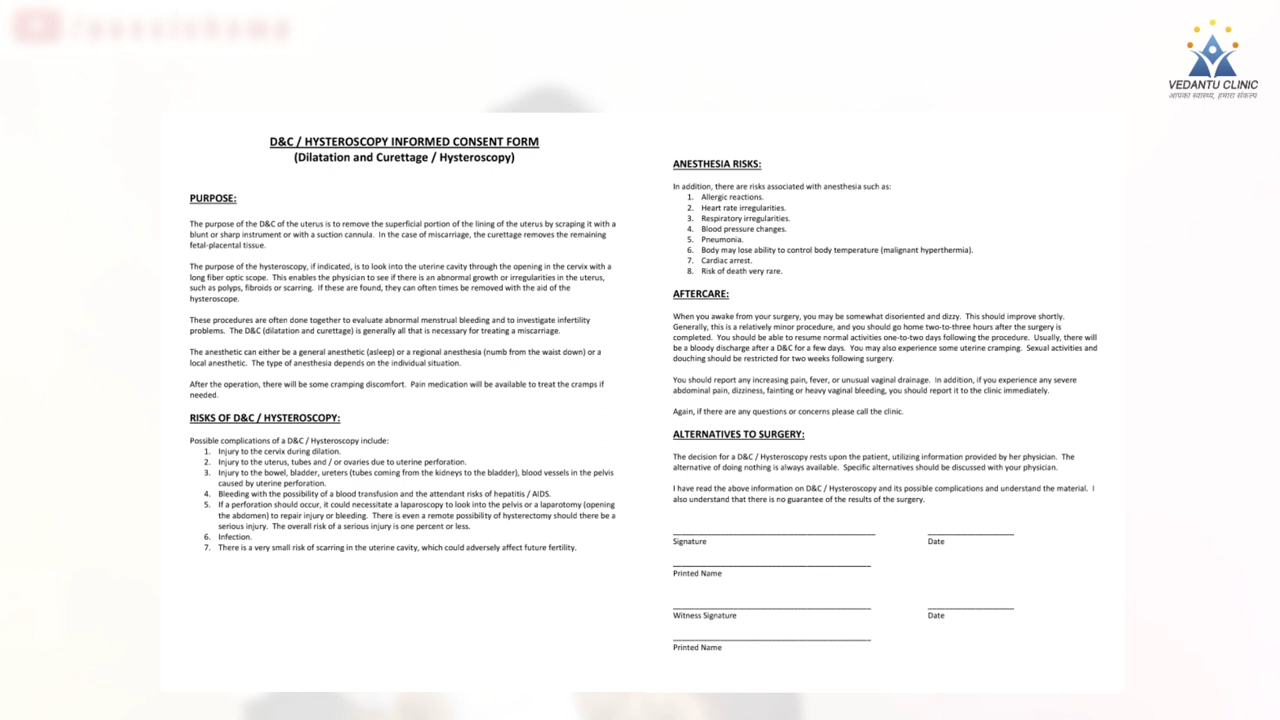 VEDANTU CLINIC
आपका स्वास्थ्य, हमारा संकल्प
D&C / HYSTEROSCOPY INFORMED CONSENT FORM
(Dilatation and Curettage / Hysteroscopy)
PURPOSE:
The purpose of the D&C of the uterus is to remove the superficial portion of the lining of the uterus by scraping it with a
blunt or sharp instrument or with a suction cannula. In the case of miscarriage, the curettage removes the remaining
fetal-placental tissue.
The purpose of the hysteroscopy, if indicated, is to look into the uterine cavity through the opening in the cervix with a
long fiber optic scope. This enables the physician to see if there is an abnormal growth or irregularities in the uterus,
such as polyps, fibroids or scarring. If these are found, they can often times be removed with the aid of the
hysteroscope.
These procedures are often done together to evaluate abnormal menstrual bleeding and to investigate infertility
problems. The D&C (dilatation and curettage) is generally all that is necessary for treating a miscarriage.
The anesthetic can either be a general anesthetic (asleep) or a regional anesthesia (numb from the waist down) or a
local anesthetic. The type of anesthesia depends on the individual situation.
After the operation, there will be some cramping discomfort. Pain medication will be available to treat the cramps if
needed.
RISKS OF D&C / HYSTEROSCOPY:
Possible complications of a D&C / Hysteroscopy include:
1. Injury to the cervix during dilation.
2. Injury to the uterus, tubes and / or ovaries due to uterine perforation.
3. Injury to the bowel, bladder, ureters (tubes coming from the kidneys to the bladder), blood vessels in the pelvis
caused by uterine perforation.
4. Bleeding with the possibility of a blood transfusion and the attendant risks of hepatitis / AIDS.
5. If a perforation should occur, it could necessitate a laparoscopy to look into the pelvis or a laparotomy (opening
the abdomen) to repair injury or bleeding. There is even a remote possibility of hysterectomy should there be a
serious injury. The overall risk of a serious injury is one percent or less.
6. Infection.
7. There is a very small risk of scarring in the uterine cavity, which could adversely affect future fertility.
ANESTHESIA RISKS:
In addition, there are risks associated with anesthesia such as:
1. Allergic reactions.
2. Heart rate irregularities.
3. Respiratory irregularities.
4. Blood pressure changes.
5. Pneumonia.
6. Body may lose ability to control body temperature (malignant hyperthermia).
7. Cardiac arrest.
8. Risk of death very rare.
AFTERCARE:
When you awake from your surgery, you may be somewhat disoriented and dizzy. This should improve shortly.
Generally, this is a relatively minor procedure, and you should go home two-to-three hours after the surgery is
completed. You should be able to resume normal activities one-to-two days following the procedure. Usually, there will
be a bloody discharge after a D&C for a few days. You may also experience some uterine cramping. Sexual activities and
douching should be restricted for two weeks following surgery.
You should report any increasing pain, fever, or unusual vaginal drainage. In addition, if you experience any severe
abdominal pain, dizziness, fainting or heavy vaginal bleeding, you should report it to the clinic immediately.
Again, if there are any questions or concerns please call the clinic.
ALTERNATIVES TO SURGERY:
The decision for a D&C / Hysteroscopy rests upon the patient, utilizing information provided by her physician. The
alternative of doing nothing is always available. Specific alternatives should be discussed with your physician.
I have read the above information on D&C / Hysteroscopy and its possible complications and understand the material. I
also understand that there is no guarantee of the results of the surgery.
Signature Date
Printed Name
Witness Signature Date
Printed Name